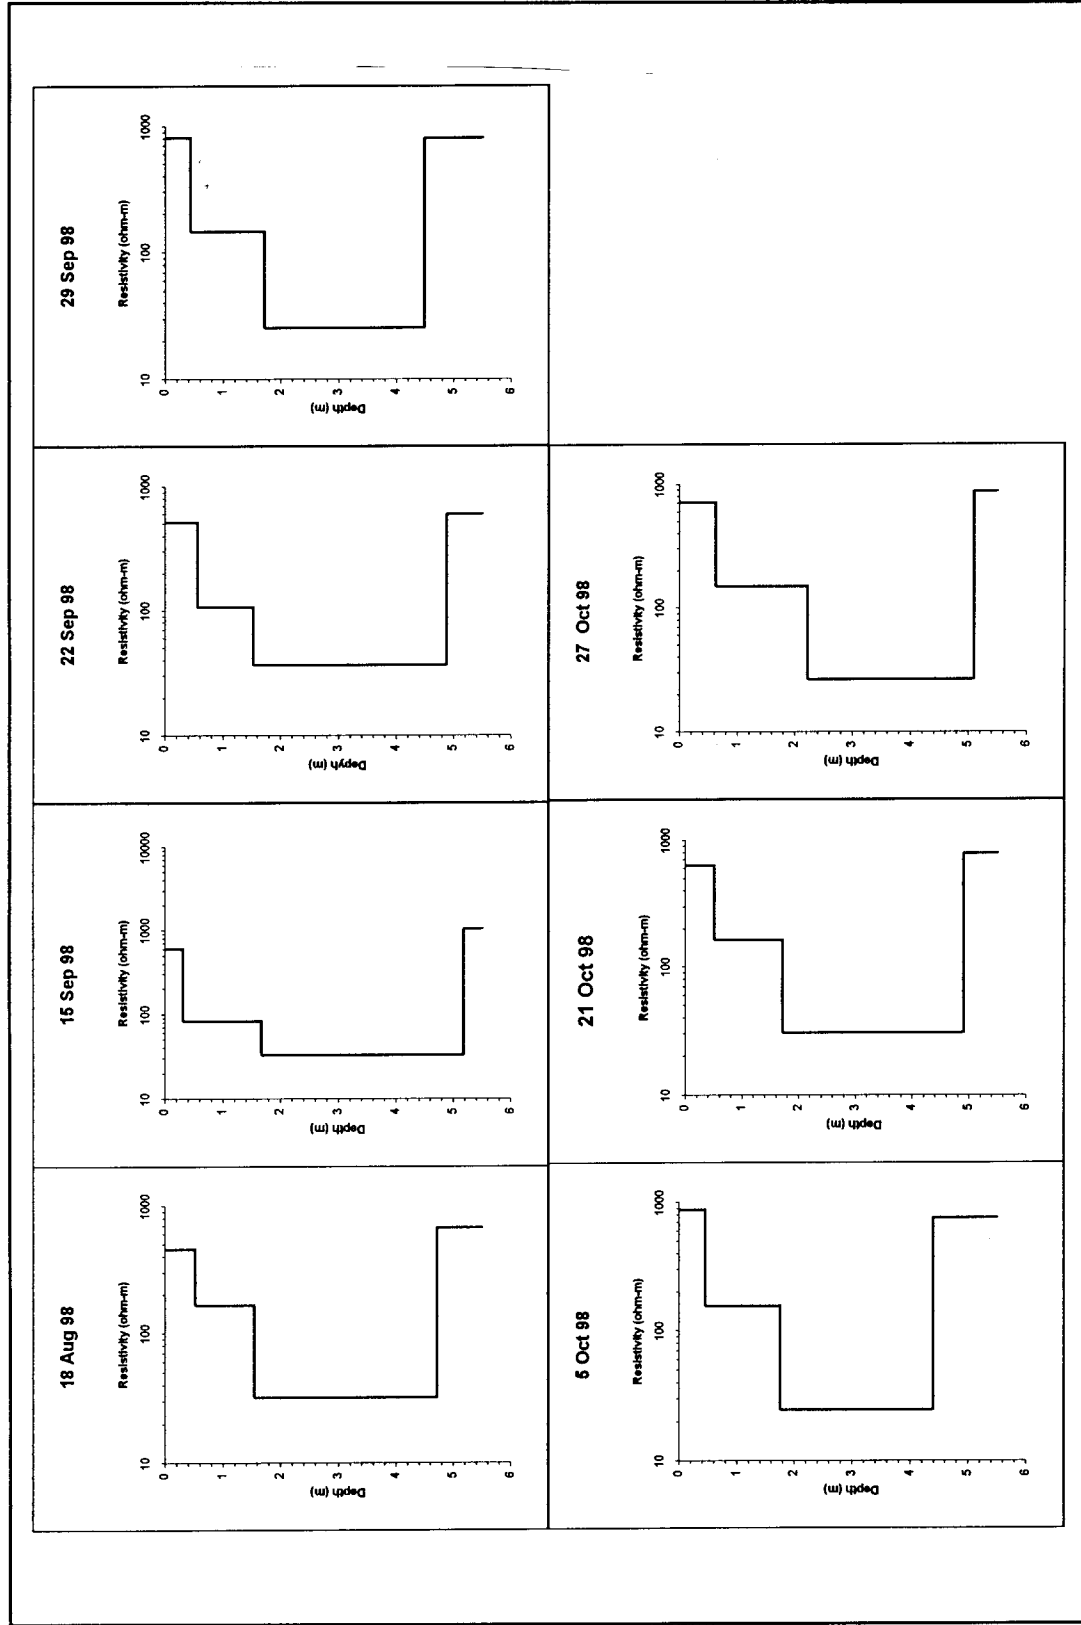 18 Aug 98
Resistivity (ohm-m)
10 100 1000
0
1
2
3
4
5
6
Depth (m)
15 Sep 98
Resistivity (ohm-m)
10 100 1000 10000
0
1
2
3
4
5
6
Depth (m)
22 Sep 98
Resistivity (ohm-m)
10 100 1000
0
1
2
3
4
5
6
Depyh (m)
29 Sep 98
Resistivity (ohm-m)
10 100 1000
0
1
2
3
4
5
6
Depth (m)
5 Oct 98
Resistivity (ohm-m)
10 100 1000
0
1
2
3
4
5
6
Depth (m)
21 Oct 98
Resistivity (ohm-m)
10 100 1000
0
1
2
3
4
5
6
Depth (m)
27 Oct 98
Resistivity (ohm-m)
10 100 1000
0
1
2
3
4
5
6
Depth (m)